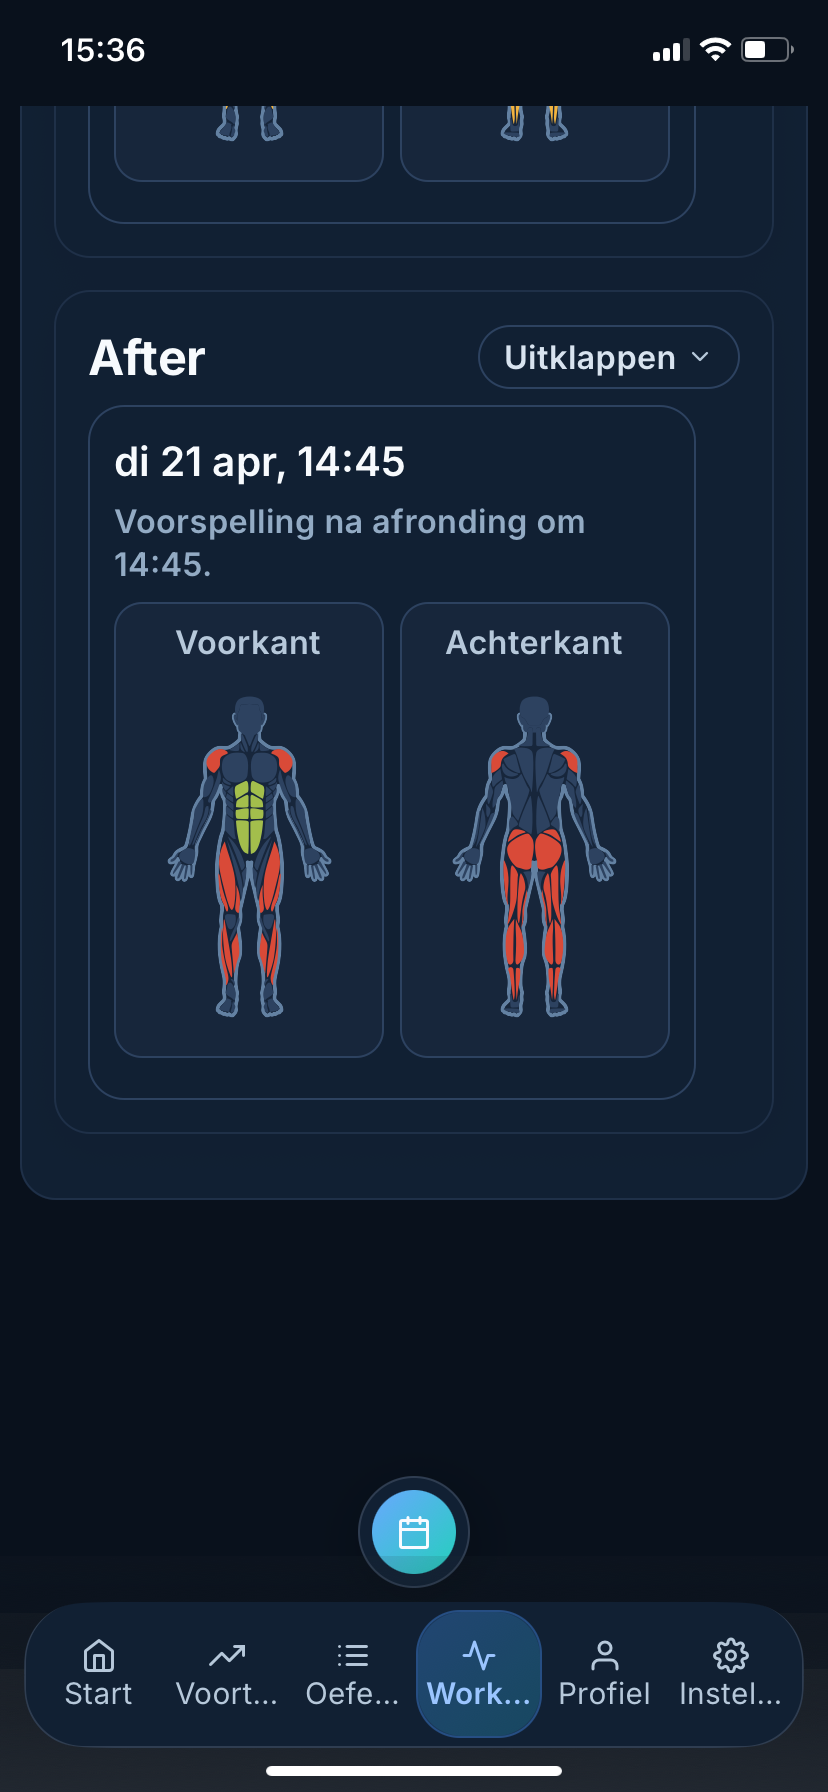 15:36
After
Uitklappen
di 21 apr, 14:45
Voorspelling na afronding om
14:45.
Voorkant
Achterkant
Start
Voort...
Oefe...
Work...
Profiel
Instel...